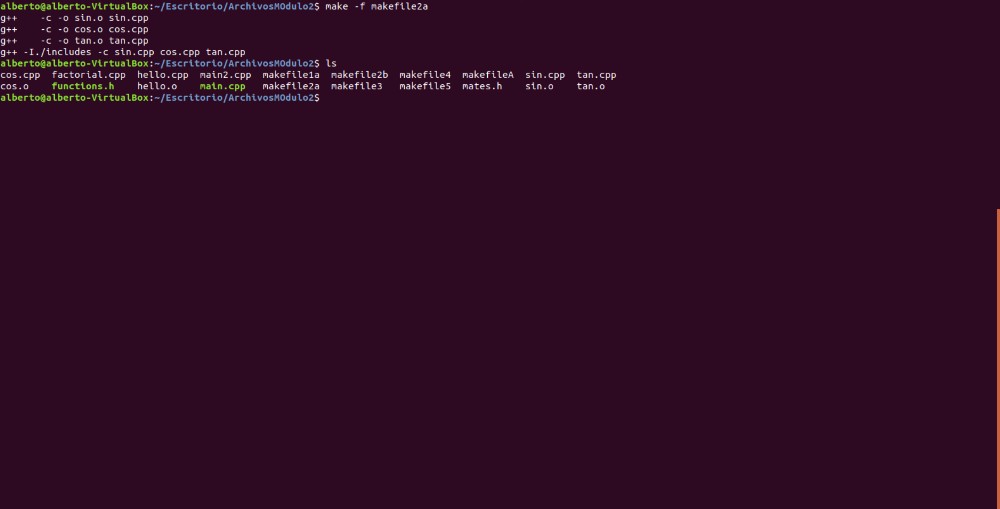 alberto@alberto-VirtualBox:~/Escritorio/ArchivosMOdulo2$ make -f makefile2a
g++    -c -o sin.o sin.cpp
g++    -c -o cos.o cos.cpp
g++    -c -o tan.o tan.cpp
g++ -I./includes -c sin.cpp cos.cpp tan.cpp
alberto@alberto-VirtualBox:~/Escritorio/ArchivosMOdulo2$ ls
cos.cpp  factorial.cpp  hello.cpp  main2.cpp  makefile1a  makefile2b  makefile4  makefileA  sin.cpp  tan.cpp
cos.o    functions.h    hello.o    main.cpp   makefile2a  makefile3   makefile5  mates.h    sin.o    tan.o
alberto@alberto-VirtualBox:~/Escritorio/ArchivosMOdulo2$